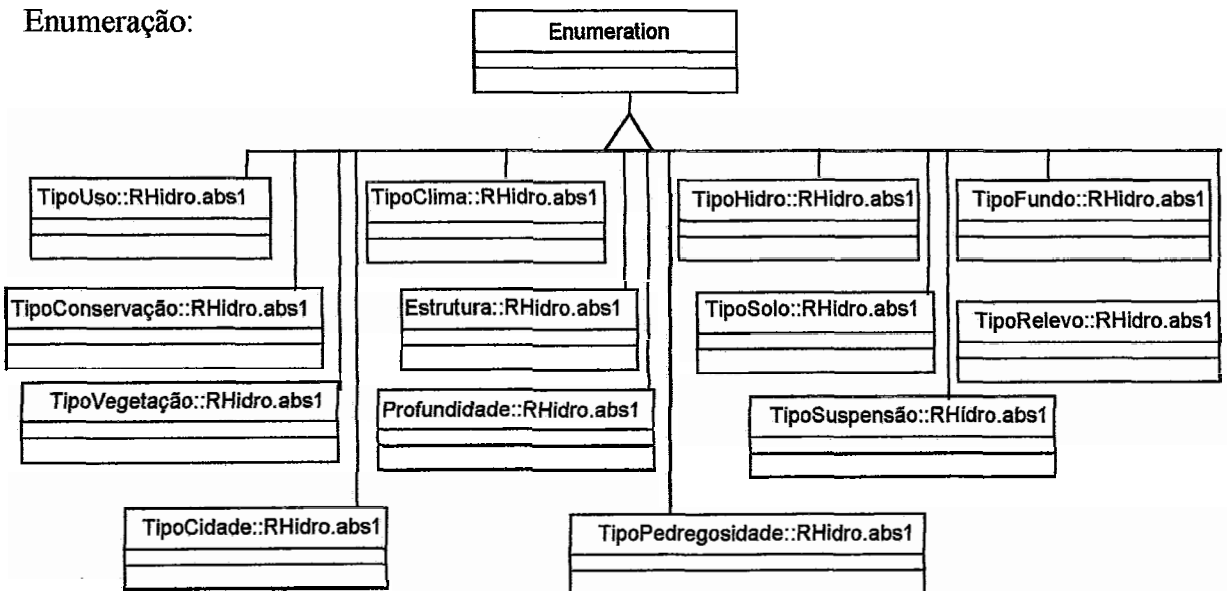 Enumeração:
Enumeration
TipoUso::RHidro.abs1
TipoClima::RHidro.abs1
TipoHidro::RHidro.abs1
TipoFundo::RHidro.abs1
TipoConservação::RHidro.abs1
Estrutura::RHidro.abs1
TipoSolo::RHidro.abs1
TipoRelevo::RHidro.abs1
TipoVegetação::RHidro.abs1
Profundidade::RHidro.abs1
TipoSuspensão::RHidro.abs1
TipoCidade::RHidro.abs1
TipoPedregosidade::RHidro.abs1